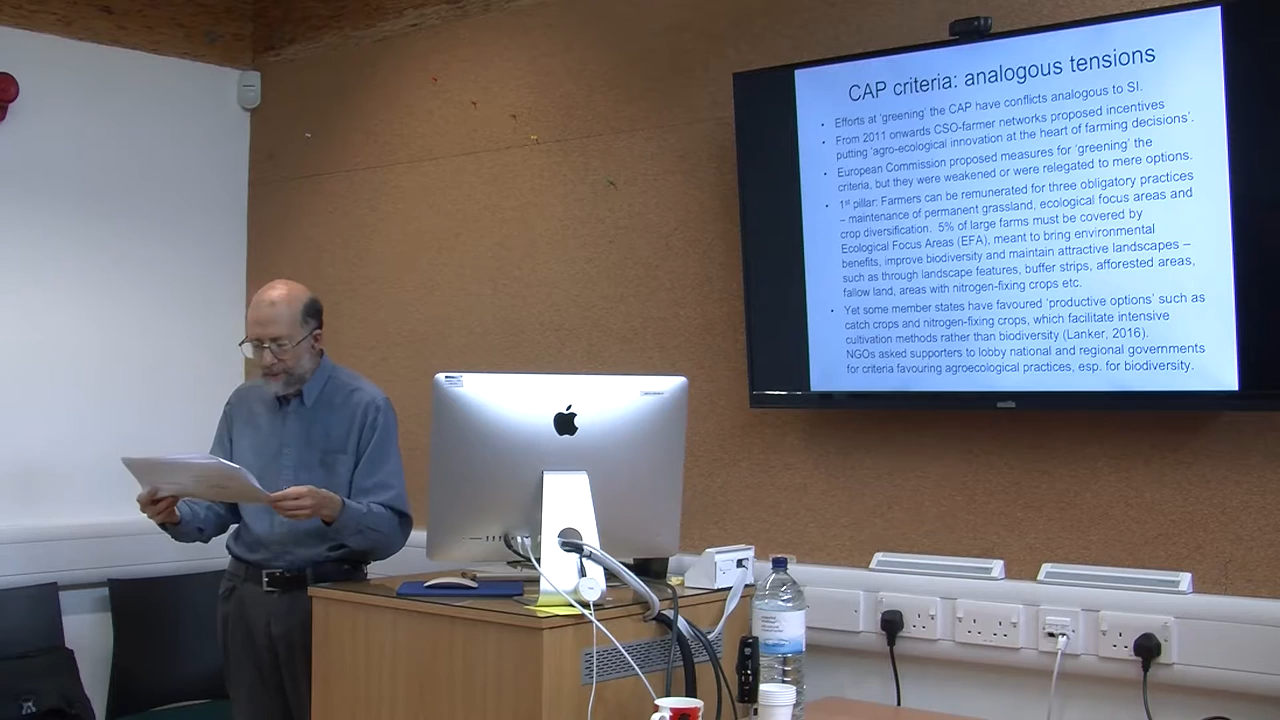 CAP criteria: analogous tensions
• Efforts at 'greening' the CAP have conflicts analogous to SI.
• From 2011 onwards CSO-farmer networks proposed incentives
putting 'agro-ecological innovation at the heart of farming decisions'.
• European Commission proposed measures for 'greening' the
criteria, but they were weakened or were relegated to mere options.
• 1st pillar: Farmers can be remunerated for three obligatory practices
– maintenance of permanent grassland, ecological focus areas and
crop diversification. 5% of large farms must be covered by
Ecological Focus Areas (EFA), meant to bring environmental
benefits, improve biodiversity and maintain attractive landscapes –
such as through landscape features, buffer strips, afforested areas,
fallow land, areas with nitrogen-fixing crops etc.
• Yet some member states have favoured 'productive options' such as
catch crops and nitrogen-fixing crops, which facilitate intensive
cultivation methods rather than biodiversity (Lanker, 2016).
NGOs asked supporters to lobby national and regional governments
for criteria favouring agroecological practices, esp. for biodiversity.